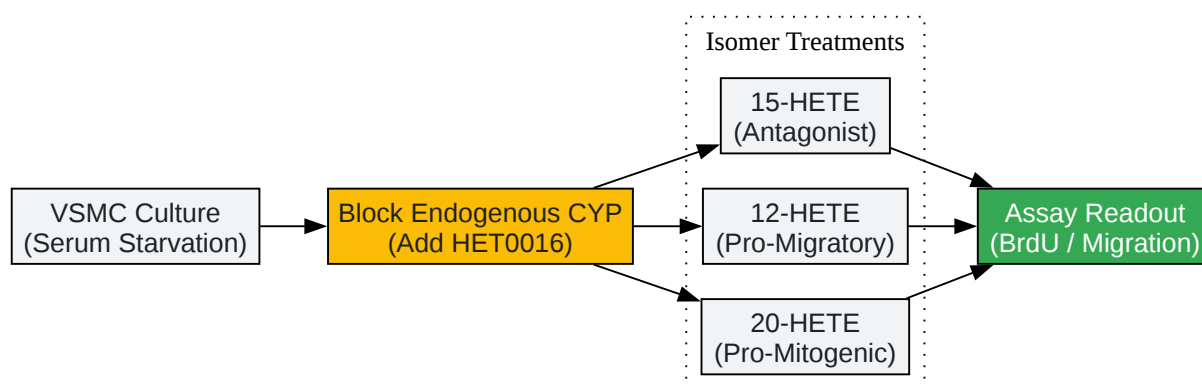 Isomer Treatments
15-HETE
(Antagonist)
VSMC Culture
(Serum Starvation)
Block Endogenous CYP
(Add HET0016)
12-HETE
(Pro-Migratory)
Assay Readout
(BrdU / Migration)
20-HETE
(Pro-Mitogenic)